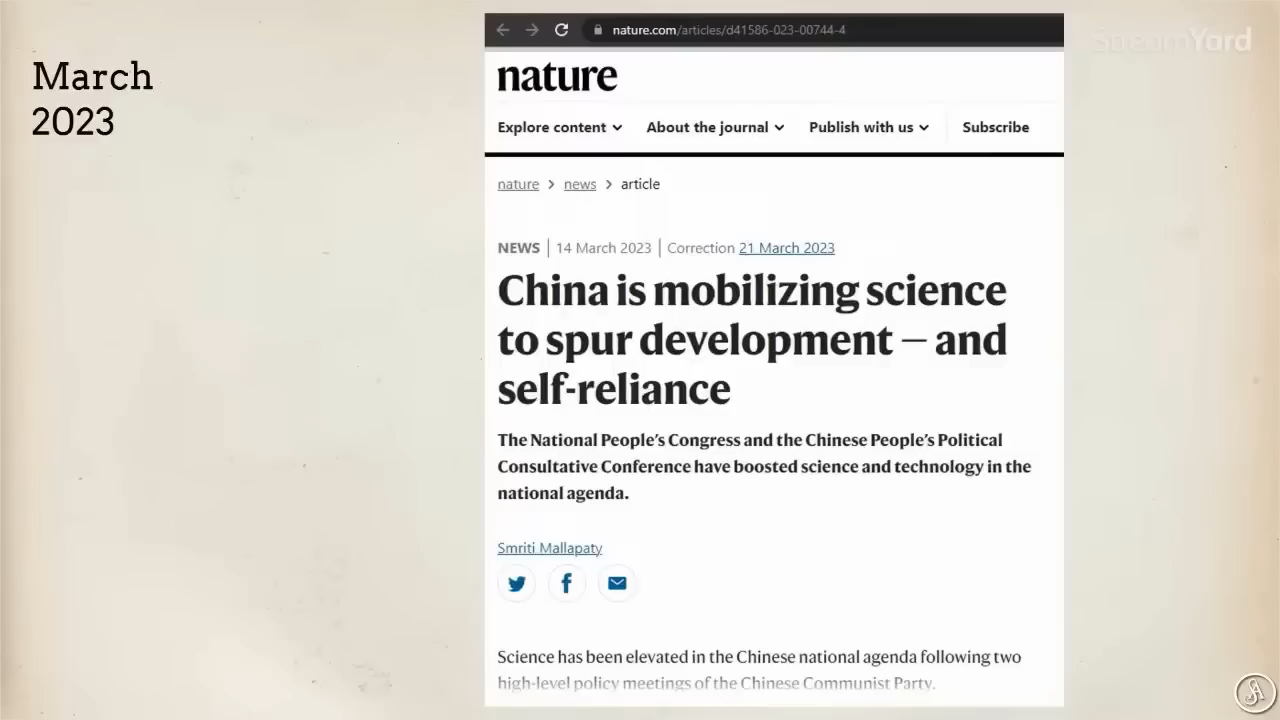 March
2023
nature.com/articles/d41586-023-00744-4
StreamYard
nature
Explore content
About the journal
Publish with us
Subscribe
nature > news > article
NEWS | 14 March 2023 | Correction 21 March 2023
China is mobilizing science
to spur development — and
self-reliance
The National People's Congress and the Chinese People's Political
Consultative Conference have boosted science and technology in the
national agenda.
Smriti Mallapaty
Science has been elevated in the Chinese national agenda following two
high-level policy meetings of the Chinese Communist Party.